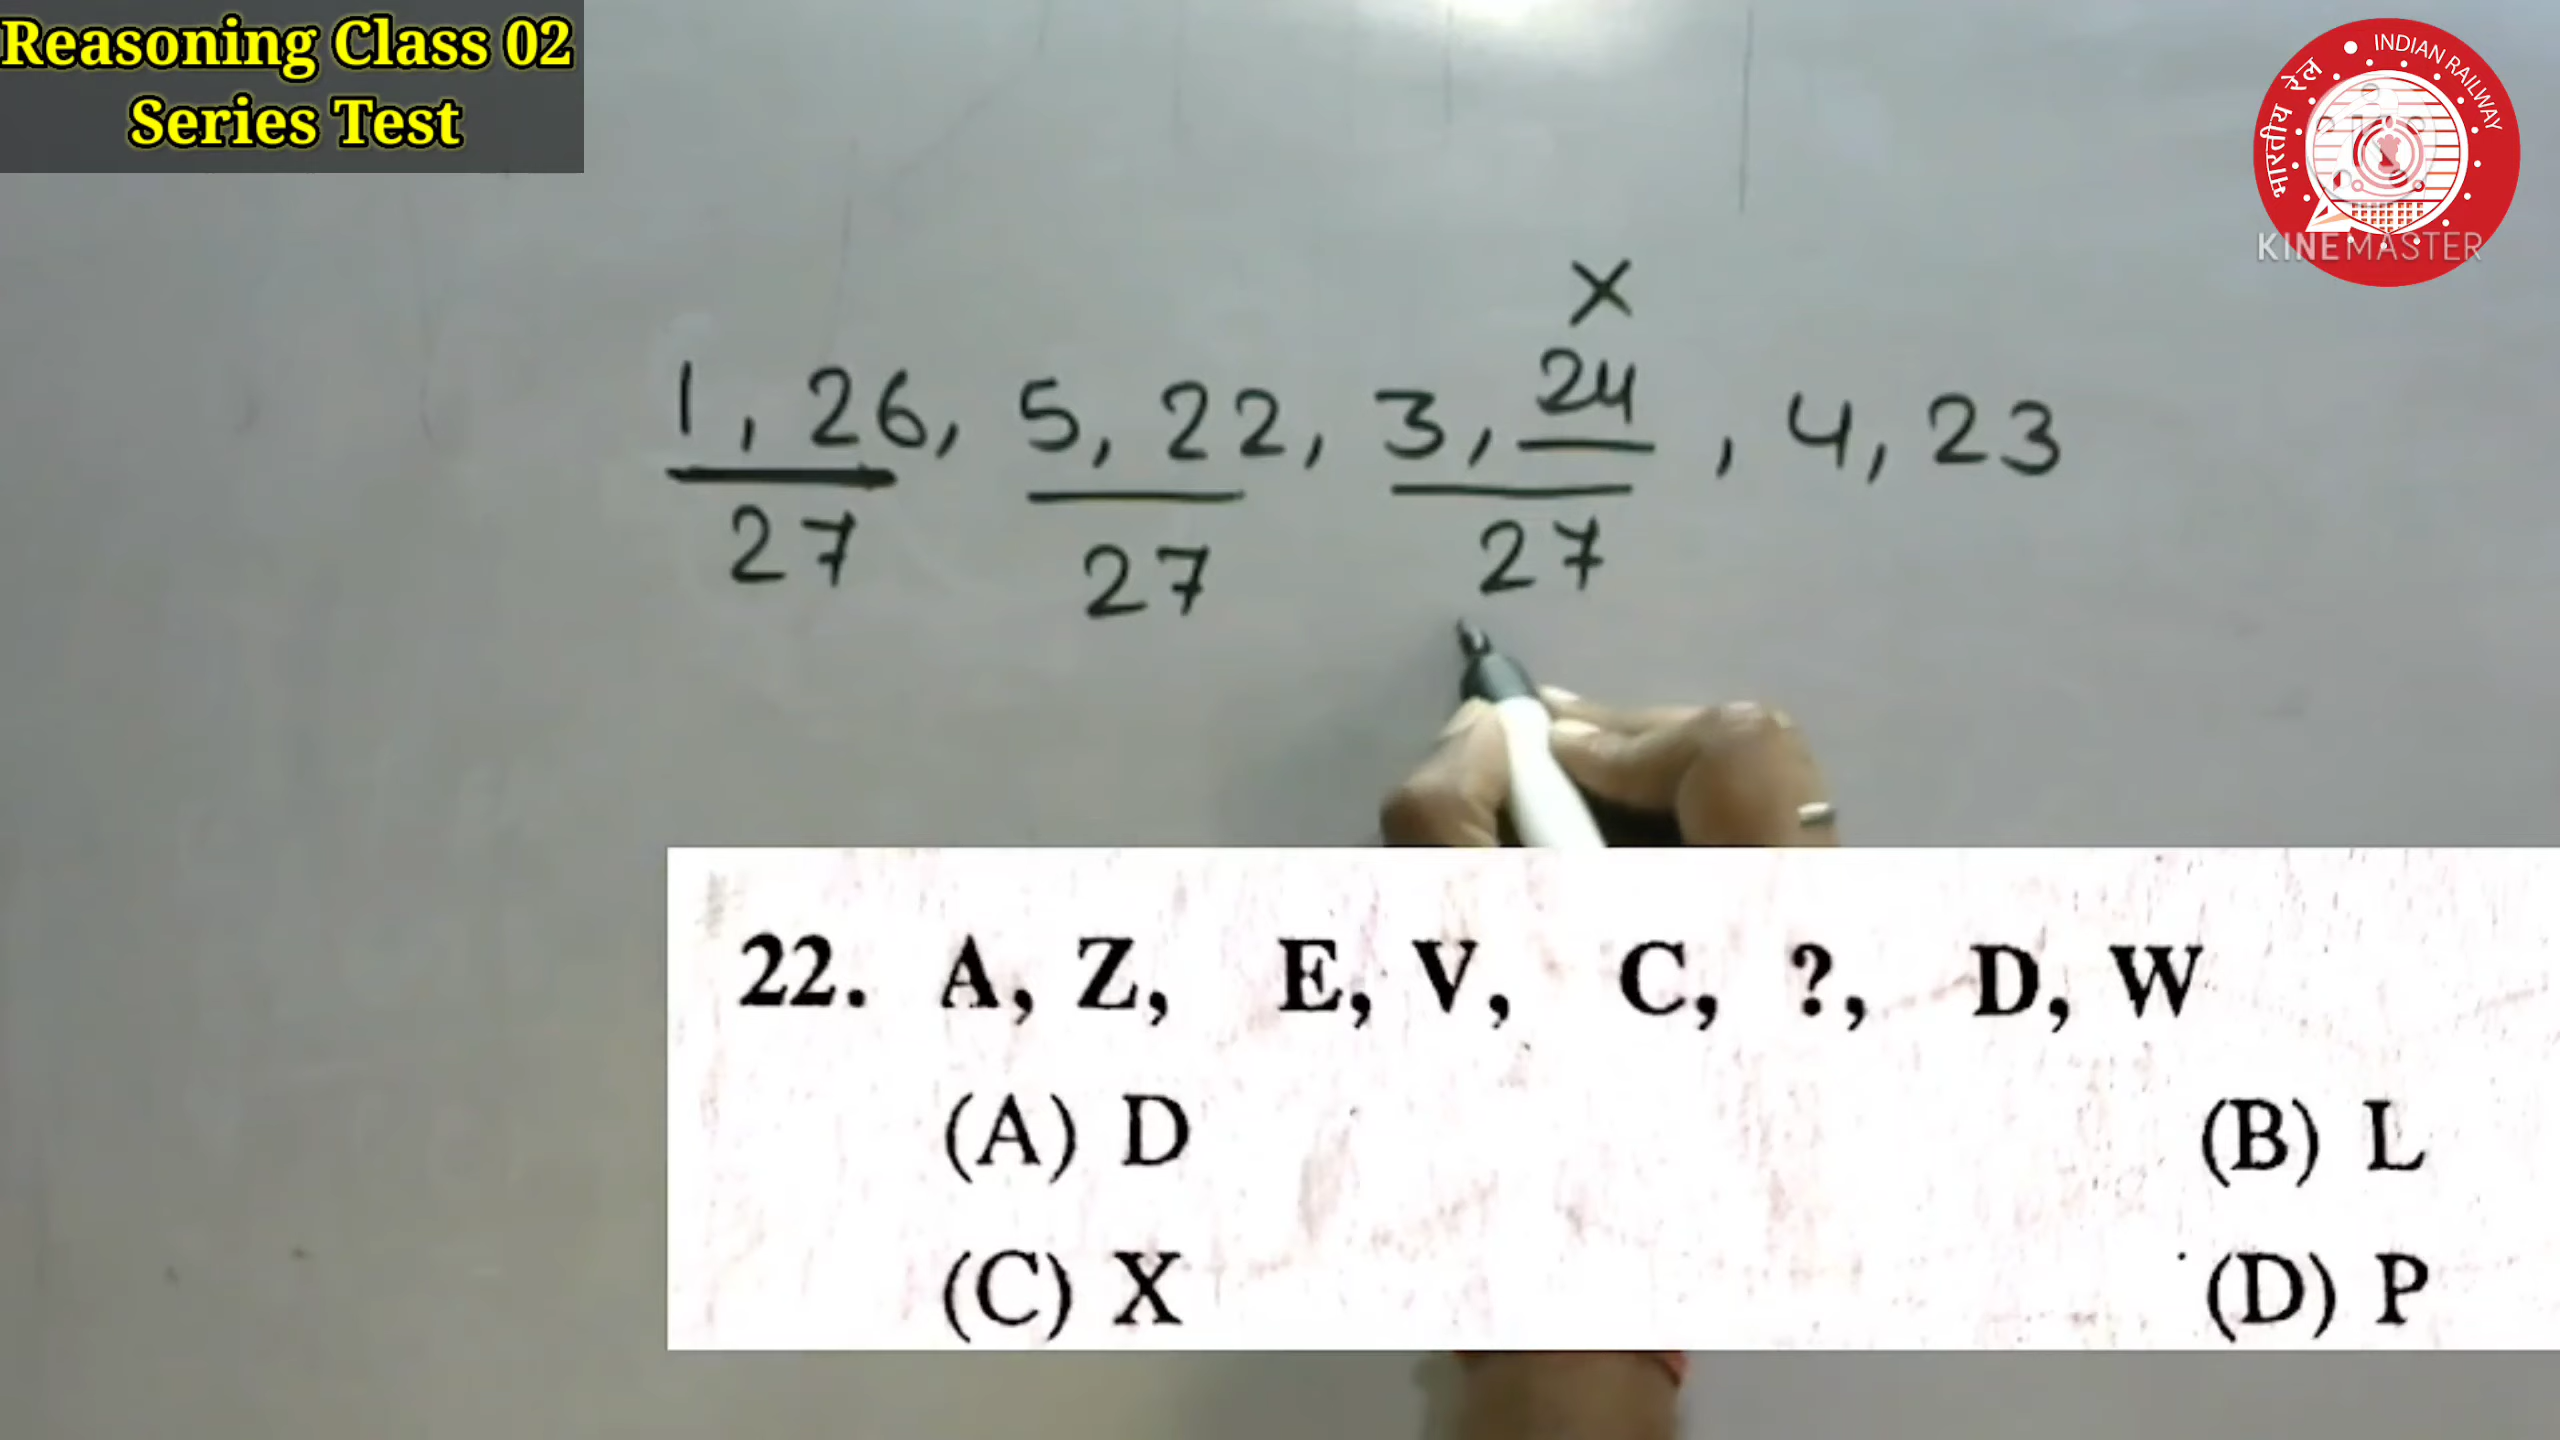 Reasoning Class 02
Series Test
INDIAN RAILWAY
भारतीय रेल
KINEMASTER
X
1, 26, 5, 22, 3, 24, 4, 23
27 27 27
22. A, Z, E, V, C, ?, D, W
(A) D (B) L
(C) X (D) P